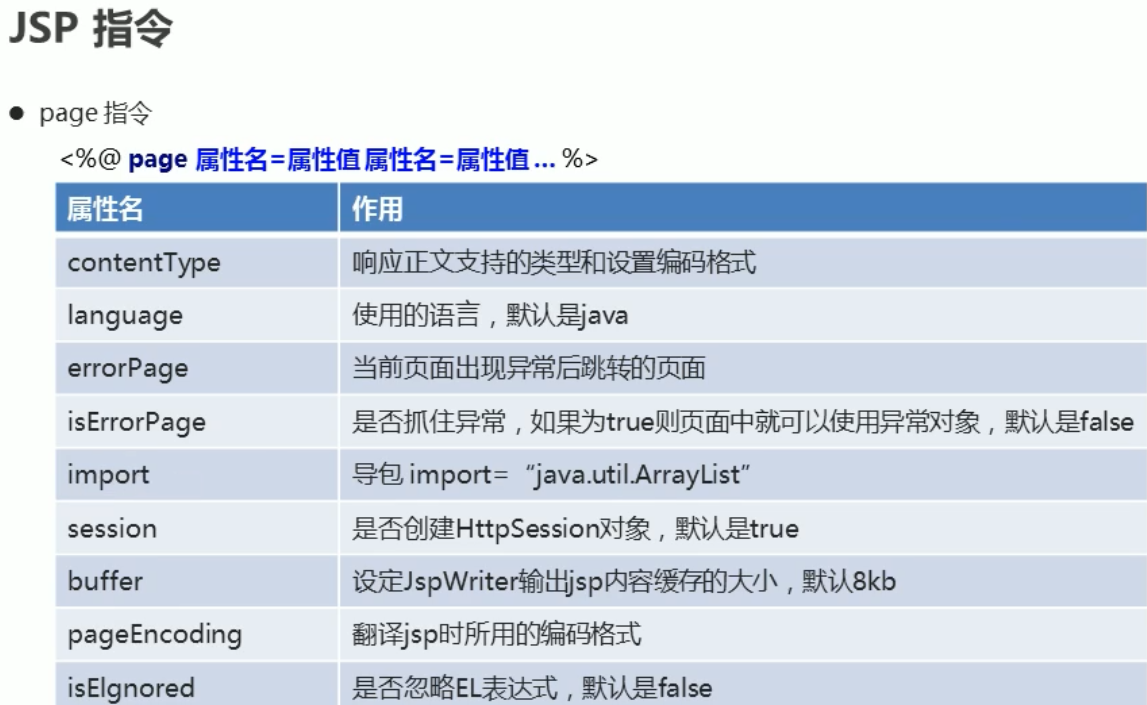 JSP 指令
● page 指令
<%@ page 属性名=属性值 属性名=属性值... %>
属性名 作用
contentType 响应正文支持的类型和设置编码格式
language 使用的语言，默认是java
errorPage 当前页面出现异常后跳转的页面
isErrorPage 是否抓住异常，如果为true则页面中就可以使用异常对象，默认是false
import 导包 import= “java.util.ArrayList”
session 是否创建HttpSession对象，默认是true
buffer 设定JspWriter输出jsp内容缓存的大小，默认8kb
pageEncoding 翻译jsp时所用的编码格式
isElgnored 是否忽略EL表达式，默认是false